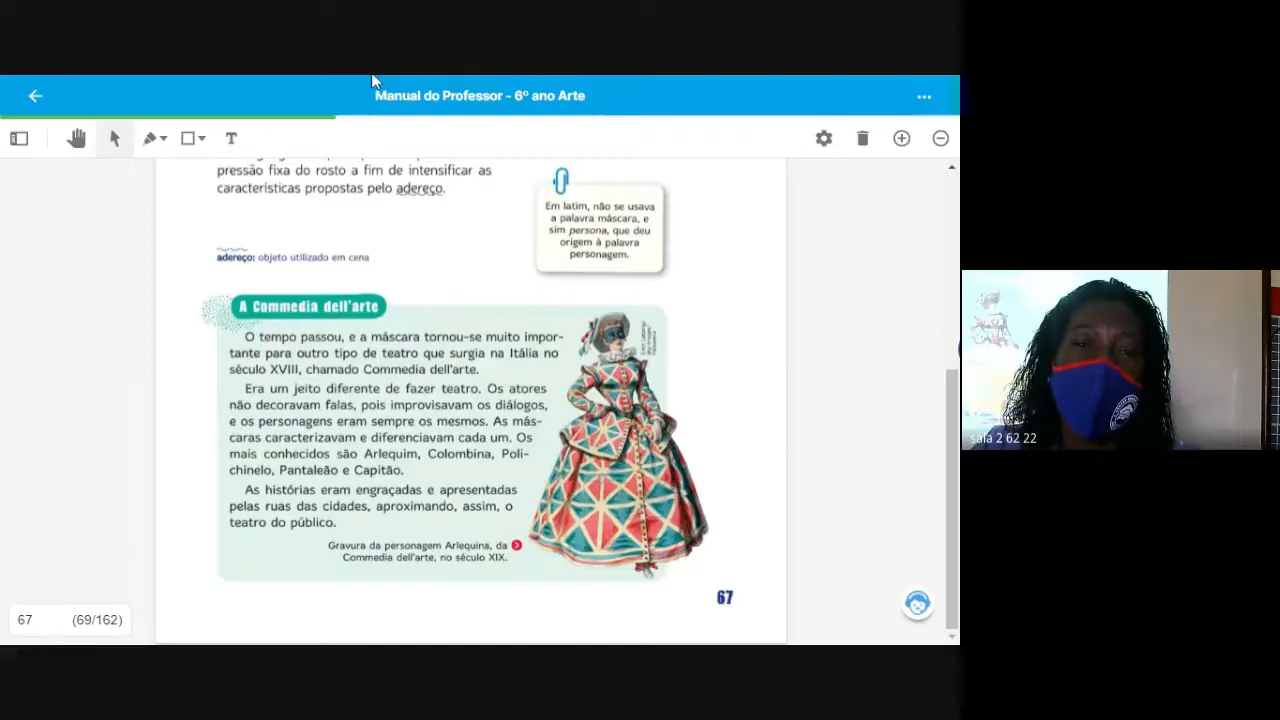 Manual do Professor - 6º ano Arte
...
T
pressão fixa do rosto a fim de intensificar as
características propostas pelo adereço.
Em latim, não se usava
a palavra máscara, e
sim persona, que deu
origem à palavra
personagem.
adereço: objeto utilizado em cena
A Commedia dell'arte
O tempo passou, e a máscara tornou-se muito impor-
tante para outro tipo de teatro que surgia na Itália no
século XVIII, chamado Commedia dell'arte.
Era um jeito diferente de fazer teatro. Os atores
não decoravam falas, pois improvisavam os diálogos,
e os personagens eram sempre os mesmos. As más-
caras caracterizavam e diferenciavam cada um. Os
mais conhecidos são Arlequim, Colombina, Poli-
chinelo, Pantaleão e Capitão.
As histórias eram engraçadas e apresentadas
pelas ruas das cidades, aproximando, assim, o
teatro do público.
Gravura da personagem Arlequina, da
Commedia dell'arte, no século XIX.
67
67 (69/162)
sala 2 62 22